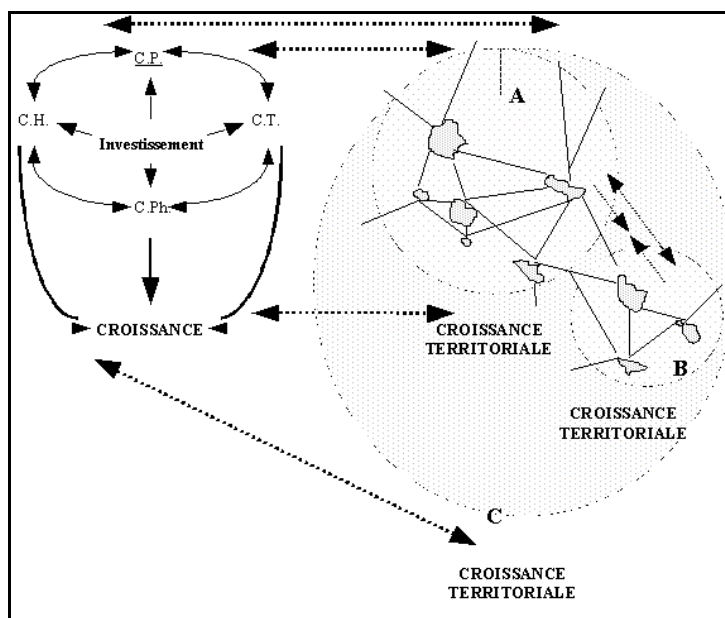 C.P.
C.H.
C.T.
Investissement
C.Ph.
CROISSANCE
A
CROISSANCE
TERRITORIALE
B
CROISSANCE
TERRITORIALE
C
CROISSANCE
TERRITORIALE